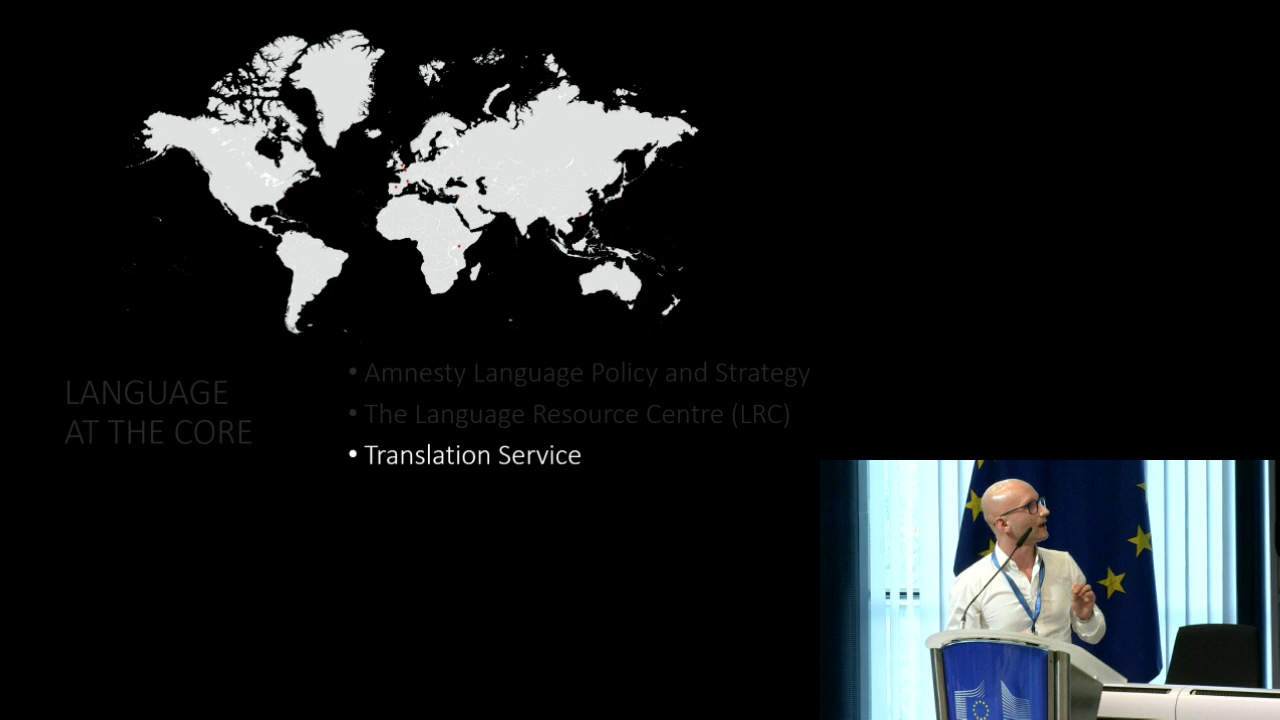 LANGUAGE
AT THE CORE
• Amnesty Language Policy and Strategy
• The Language Resource Centre (LRC)
• Translation Service